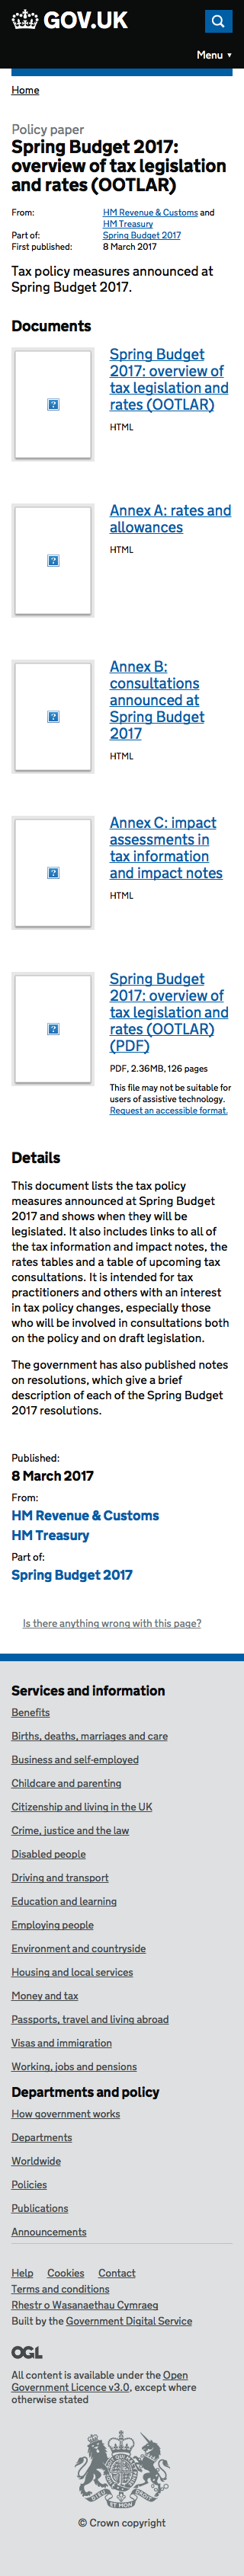 GOV.UK
Menu ▼
Home
Policy paper
Spring Budget 2017:
overview of tax legislation
and rates (OOTLAR)
From: HM Revenue & Customs and
HM Treasury
Part of: Spring Budget 2017
First published: 8 March 2017
Tax policy measures announced at
Spring Budget 2017.
Documents
Spring Budget
2017: overview of
tax legislation and
rates (OOTLAR)
HTML
Annex A: rates and
allowances
HTML
Annex B:
consultations
announced at
Spring Budget
2017
HTML
Annex C: impact
assessments in
tax information
and impact notes
HTML
Spring Budget
2017: overview of
tax legislation and
rates (OOTLAR)
(PDF)
PDF, 2.36MB, 126 pages
This file may not be suitable for
users of assistive technology.
Request an accessible format.
Details
This document lists the tax policy
measures announced at Spring Budget
2017 and shows when they will be
legislated. It also includes links to all of
the tax information and impact notes, the
rates tables and a table of upcoming tax
consultations. It is intended for tax
practitioners and others with an interest
in tax policy changes, especially those
who will be involved in consultations both
on the policy and on draft legislation.
The government has also published notes
on resolutions, which give a brief
description of each of the Spring Budget
2017 resolutions.
Published:
8 March 2017
From:
HM Revenue & Customs
HM Treasury
Part of:
Spring Budget 2017
Is there anything wrong with this page?
Services and information
Benefits
Births, deaths, marriages and care
Business and self-employed
Childcare and parenting
Citizenship and living in the UK
Crime, justice and the law
Disabled people
Driving and transport
Education and learning
Employing people
Environment and countryside
Housing and local services
Money and tax
Passports, travel and living abroad
Visas and immigration
Working, jobs and pensions
Departments and policy
How government works
Departments
Worldwide
Policies
Publications
Announcements
Help Cookies Contact
Terms and conditions
Rhestr o Wasanaethau Cymraeg
Built by the Government Digital Service
OGL
All content is available under the Open
Government Licence v3.0, except where
otherwise stated
© Crown copyright